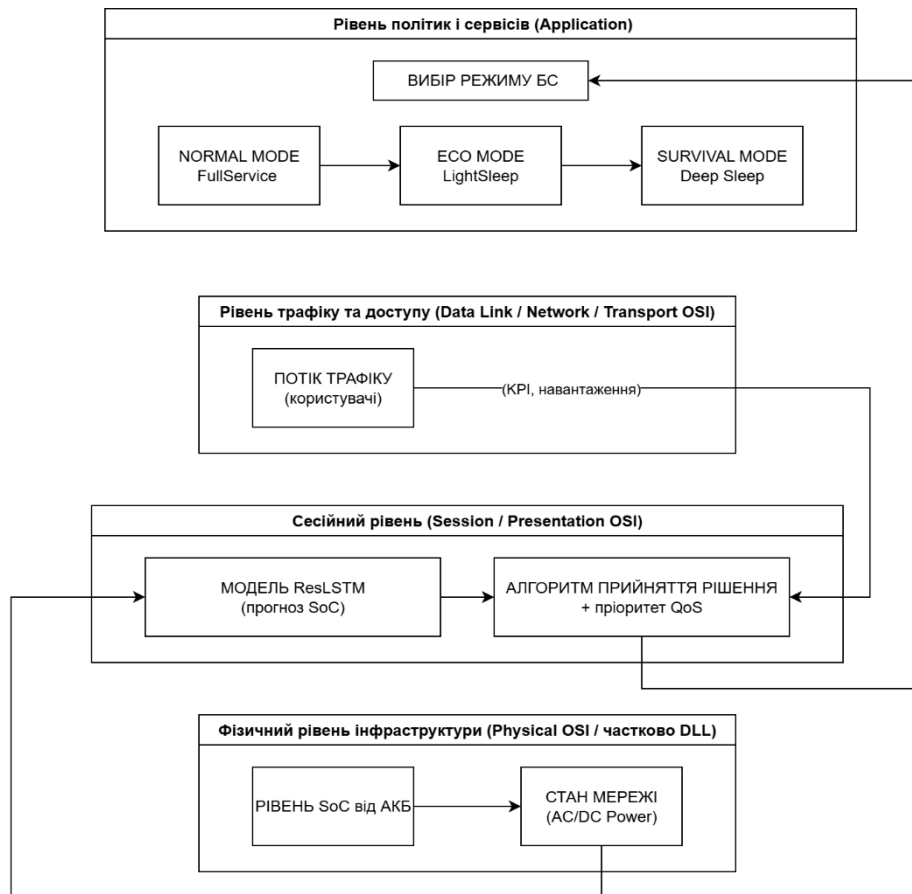 Рівень політик і сервісів (Application)
ВИБІР РЕЖИМУ БС
NORMAL MODE
FullService
ECO MODE
LightSleep
SURVIVAL MODE
Deep Sleep
Рівень трафіку та доступу (Data Link / Network / Transport OSI)
ПОТІК ТРАФІКУ
(користувачі)
(KPI, навантаження)
Сесійний рівень (Session / Presentation OSI)
МОДЕЛЬ ResLSTM
(прогноз SoC)
АЛГОРИТМ ПРИЙНЯТТЯ РІШЕННЯ
+ пріоритет QoS
Фізичний рівень інфраструктури (Physical OSI / частково DLL)
РІВЕНЬ SoC від АКБ
СТАН МЕРЕЖІ
(AC/DC Power)